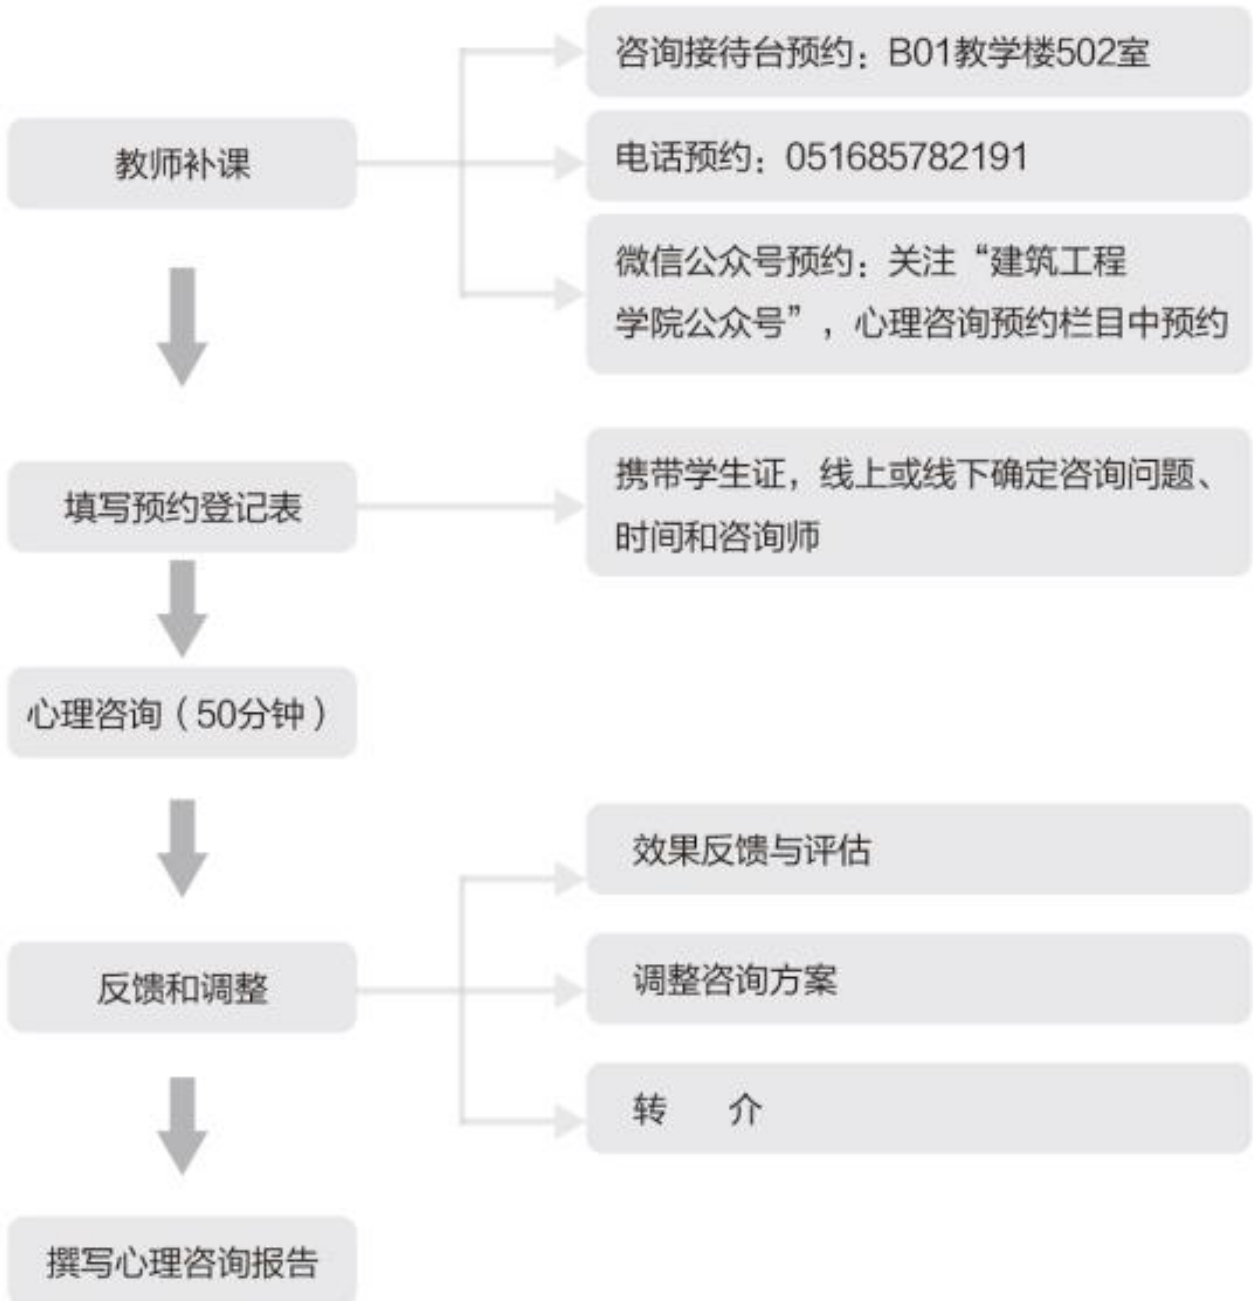 咨询接待台预约：B01教学楼502室
教师补课
电话预约：051685782191
微信公众号预约：关注“建筑工程
学院公众号”，心理咨询预约栏目中预约
填写预约登记表
携带学生证，线上或线下确定咨询问题、
时间和咨询师
心理咨询（50分钟）
效果反馈与评估
反馈和调整
调整咨询方案
转　　介
撰写心理咨询报告